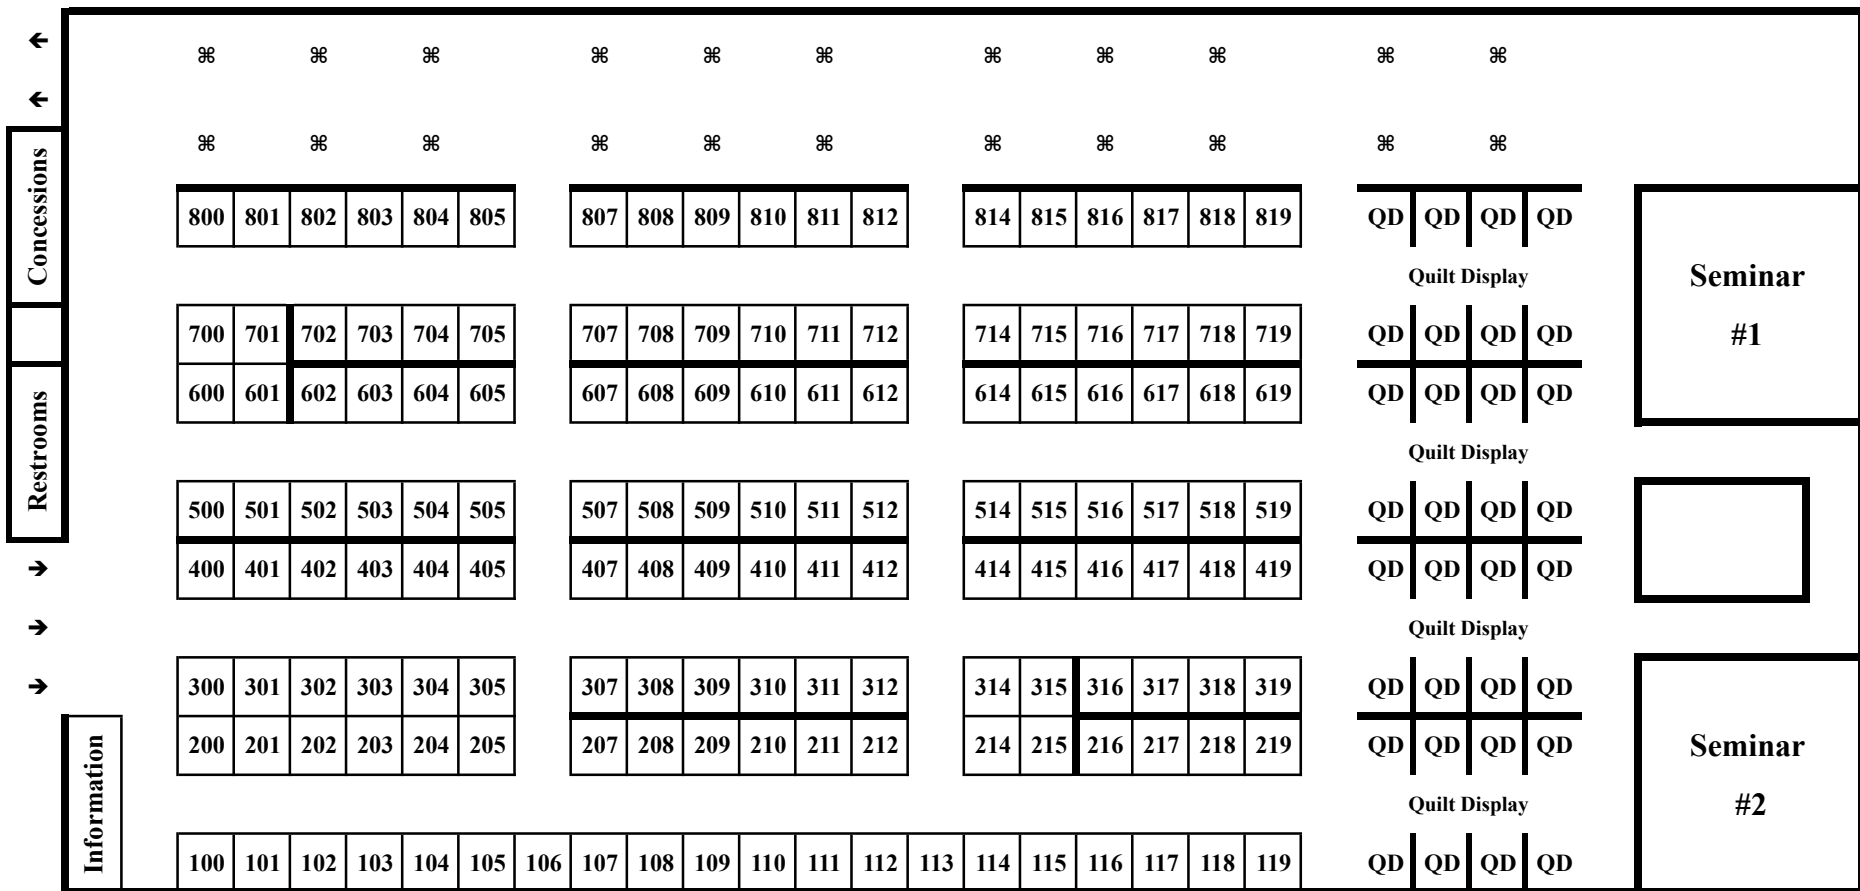 ← ⌘ ⌘ ⌘ ⌘ ⌘ ⌘ ⌘ ⌘ ⌘ ⌘ ⌘
←
⌘ ⌘ ⌘ ⌘ ⌘ ⌘ ⌘ ⌘ ⌘ ⌘ ⌘
Concessions
800 801 802 803 804 805 807 808 809 810 811 812 814 815 816 817 818 819 QD QD QD QD
Quilt Display
Seminar
#1
700 701 702 703 704 705 707 708 709 710 711 712 714 715 716 717 718 719 QD QD QD QD
600 601 602 603 604 605 607 608 609 610 611 612 614 615 616 617 618 619 QD QD QD QD
Restrooms
Quilt Display
500 501 502 503 504 505 507 508 509 510 511 512 514 515 516 517 518 519 QD QD QD QD
→ 400 401 402 403 404 405 407 408 409 410 411 412 414 415 416 417 418 419 QD QD QD QD
→ Quilt Display
→ 300 301 302 303 304 305 307 308 309 310 311 312 314 315 316 317 318 319 QD QD QD QD
200 201 202 203 204 205 207 208 209 210 211 212 214 215 216 217 218 219 QD QD QD QD
Seminar
#2
Information
Quilt Display
100 101 102 103 104 105 106 107 108 109 110 111 112 113 114 115 116 117 118 119 QD QD QD QD